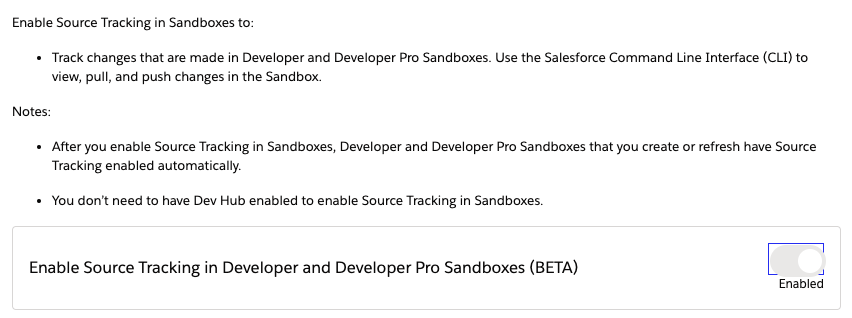 Enable Source Tracking in Sandboxes to:
• Track changes that are made in Developer and Developer Pro Sandboxes. Use the Salesforce Command Line Interface (CLI) to
view, pull, and push changes in the Sandbox.
Notes:
• After you enable Source Tracking in Sandboxes, Developer and Developer Pro Sandboxes that you create or refresh have Source
Tracking enabled automatically.
• You don't need to have Dev Hub enabled to enable Source Tracking in Sandboxes.
Enable Source Tracking in Developer and Developer Pro Sandboxes (BETA)
Enabled